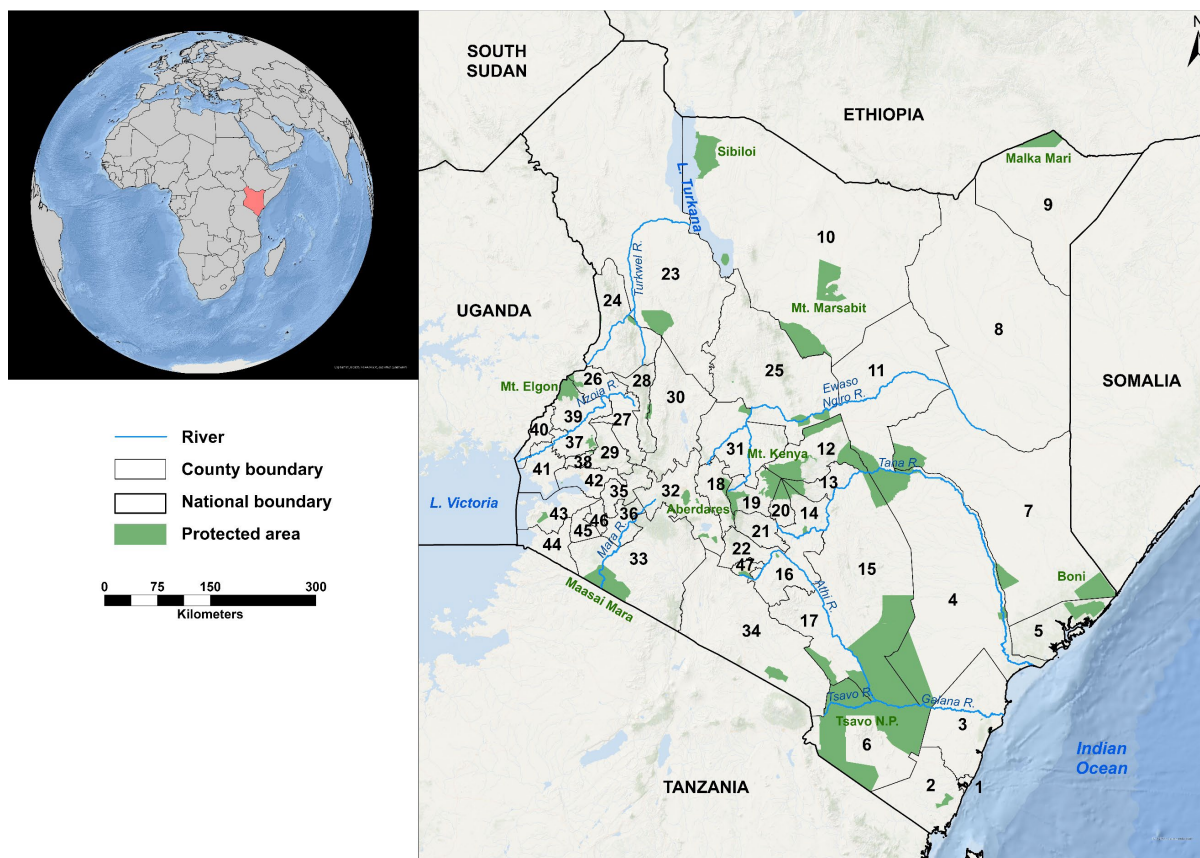 N
SOUTH
SUDAN
ETHIOPIA
Sibiloi
Malka Mari
L. Turkana
9
10
Turkwel R.
23
24
Mt. Marsabit
UGANDA
8
25
11
SOMALIA
Ewaso
Ngiro R.
Mt. Elgon
26
28
30
Nzoia R.
39
27
40
37
29
31
Mt. Kenya
12
38
41
42
Tana R.
35
32
18
13
19
20
14
Aberdares
L. Victoria
43
46
36
45
21
7
44
Mara R.
33
22
47
16
15
Boni
Maasai Mara
Athi R.
4
17
5
34
Tsavo R.
Galana R.
Tsavo N.P.
3
6
Indian
Ocean
TANZANIA
2
1
River
County boundary
National boundary
Protected area
0 75 150 300
Kilometers